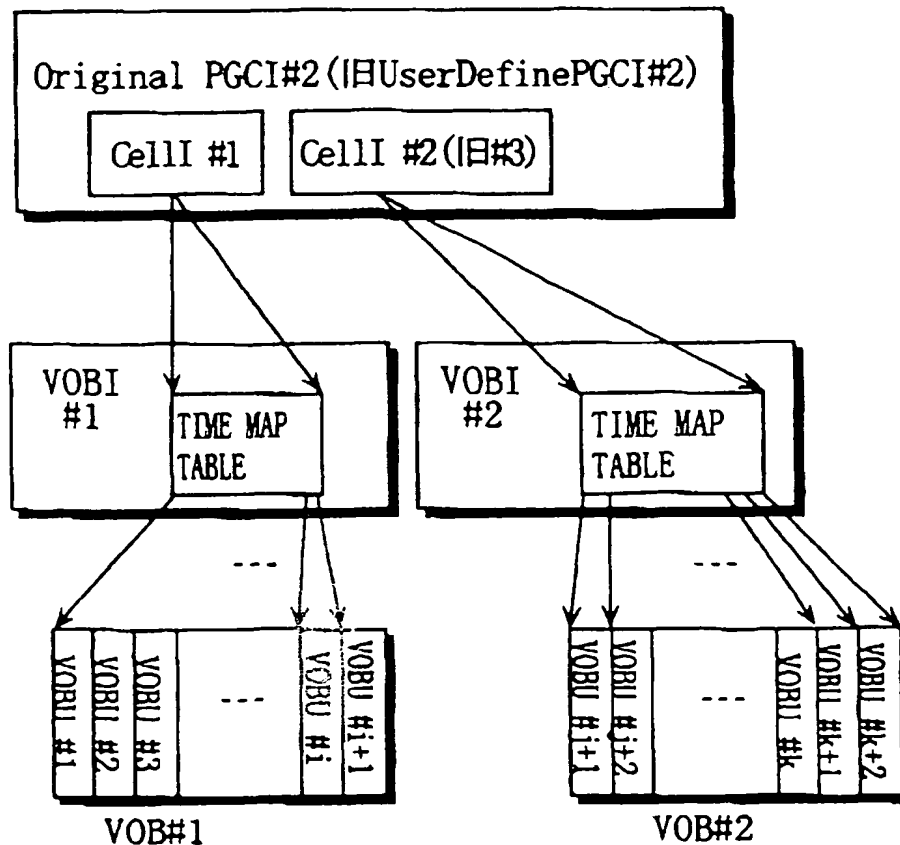 Original PGCI#2(旧UserDefinePGCI#2)
CellI #1
CellI #2(旧#3)
VOBI
#1
TIME MAP
TABLE
VOBI
#2
TIME MAP
TABLE
---
---
VOBU #1
VOBU #2
VOBU #3
---
VOBU #i
VOBU #i+1
VOBU #j+1
VOBU #j+2
---
VOBU #k
VOBU #k+1
VOBU #k+2
VOB#1
VOB#2